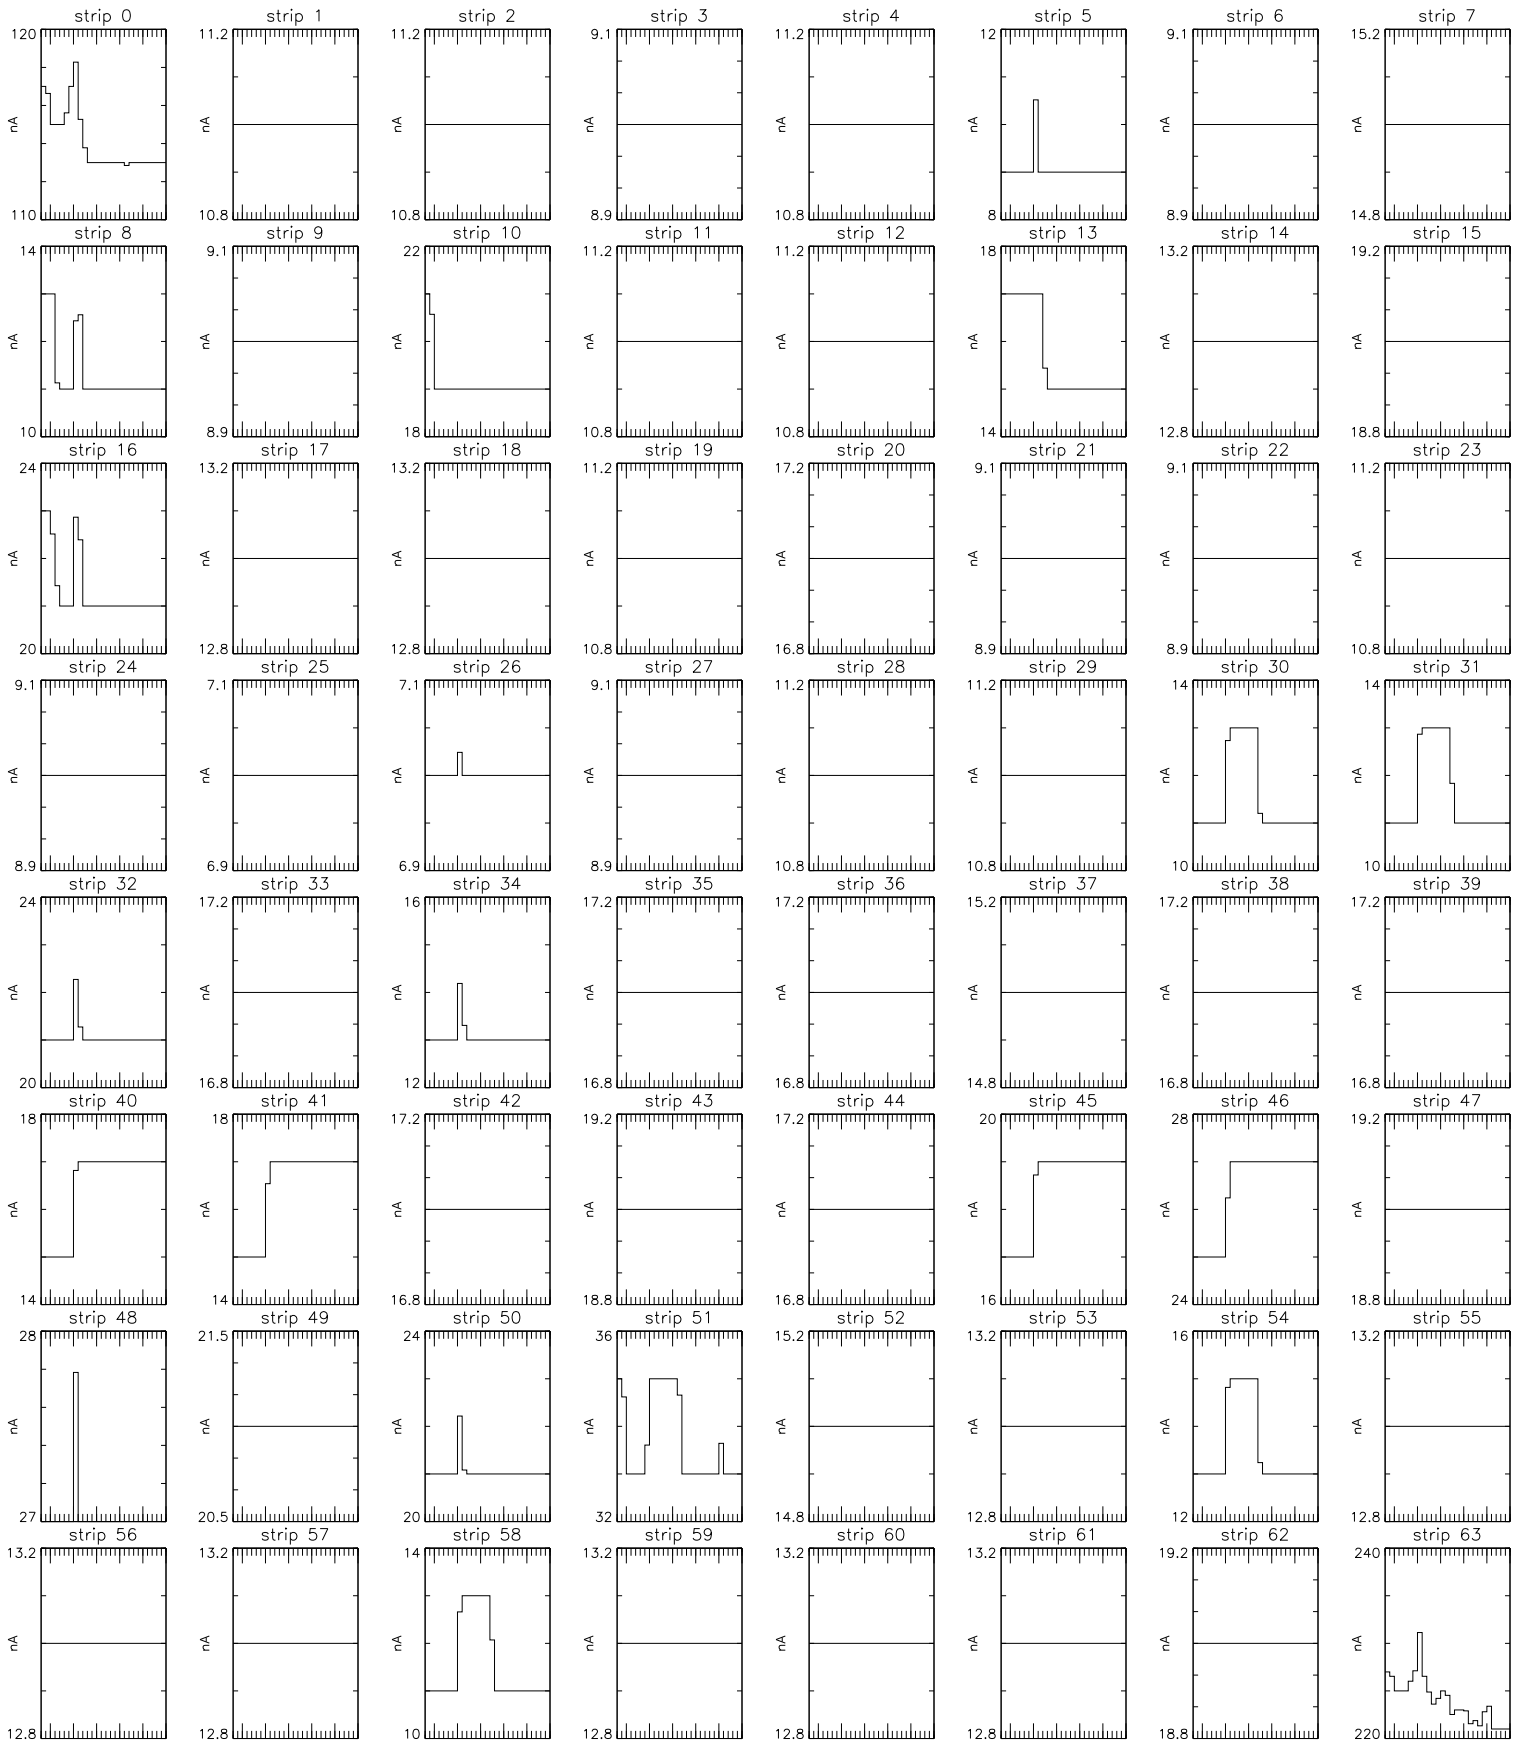 strip 0 strip 1 strip 2 strip 3 strip 4 strip 5 strip 6 strip 7
120 11.2 11.2 9.1 11.2 12 9.1 15.2
nA nA nA nA nA nA nA nA
110 10.8 10.8 8.9 10.8 8 8.9 14.8
strip 8 strip 9 strip 10 strip 11 strip 12 strip 13 strip 14 strip 15
14 9.1 22 11.2 11.2 18 13.2 19.2
nA nA nA nA nA nA nA nA
10 8.9 18 10.8 10.8 14 12.8 18.8
strip 16 strip 17 strip 18 strip 19 strip 20 strip 21 strip 22 strip 23
24 13.2 13.2 11.2 17.2 9.1 9.1 11.2
nA nA nA nA nA nA nA nA
20 12.8 12.8 10.8 16.8 8.9 8.9 10.8
strip 24 strip 25 strip 26 strip 27 strip 28 strip 29 strip 30 strip 31
9.1 7.1 7.1 9.1 11.2 11.2 14 14
nA nA nA nA nA nA nA nA
8.9 6.9 6.9 8.9 10.8 10.8 10 10
strip 32 strip 33 strip 34 strip 35 strip 36 strip 37 strip 38 strip 39
24 17.2 16 17.2 17.2 15.2 17.2 17.2
nA nA nA nA nA nA nA nA
20 16.8 12 16.8 16.8 14.8 16.8 16.8
strip 40 strip 41 strip 42 strip 43 strip 44 strip 45 strip 46 strip 47
18 18 17.2 19.2 17.2 20 28 19.2
nA nA nA nA nA nA nA nA
14 14 16.8 18.8 16.8 16 24 18.8
strip 48 strip 49 strip 50 strip 51 strip 52 strip 53 strip 54 strip 55
28 21.5 24 36 15.2 13.2 16 13.2
nA nA nA nA nA nA nA nA
27 20.5 20 32 14.8 12.8 12 12.8
strip 56 strip 57 strip 58 strip 59 strip 60 strip 61 strip 62 strip 63
13.2 13.2 14 13.2 13.2 13.2 19.2 240
nA nA nA nA nA nA nA nA
12.8 12.8 10 12.8 12.8 12.8 18.8 220